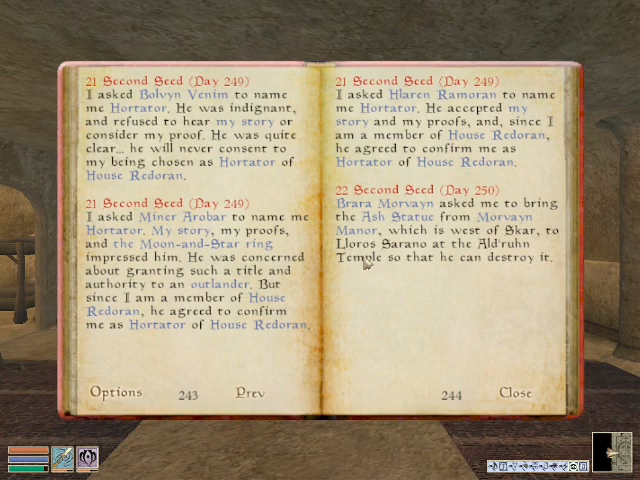 21 Second Seed (Day 249)
I asked Bolvyn Venim to name
me Hortator. He was indignant,
and refused to hear my story or
consider my proof. He was quite
clear... he will never consent to
my being chosen as Hortator of
House Redoran.
21 Second Seed (Day 249)
I asked Miner Arobar to name me
Hortator. My story, my proofs,
and the Moon-and-Star ring
impressed him. He was concerned
about granting such a title and
authority to an outlander. But
since I am a member of House
Redoran, he agreed to confirm
me as Hortator of House Redoran.
21 Second Seed (Day 249)
I asked Hlaren Ramoran to name
me Hortator. He accepted my
story and my proofs, and, since I
am a member of House Redoran,
he agreed to confirm me as
Hortator of House Redoran.
22 Second Seed (Day 250)
Brara Morvayn asked me to bring
the Ash Statue from Morvayn
Manor, which is west of Skar, to
Lloros Sarano at the Ald'ruhn
Temple so that he can destroy it.
Options
243
Prev
244
Close